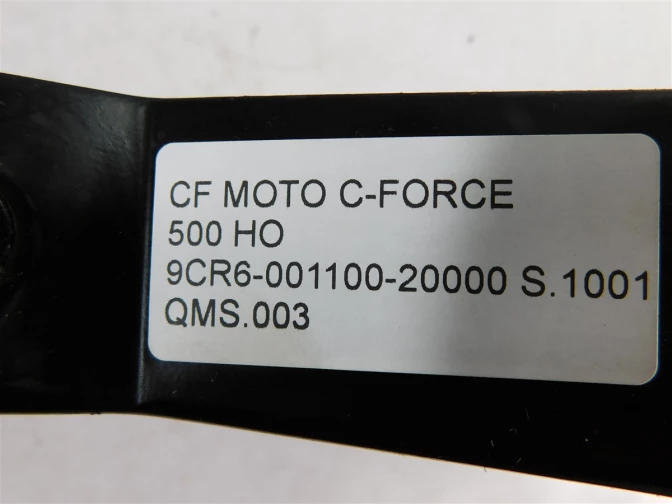 CF MOTO C-FORCE
500 HO
9CR6-001100-20000 S.1001
QMS.003